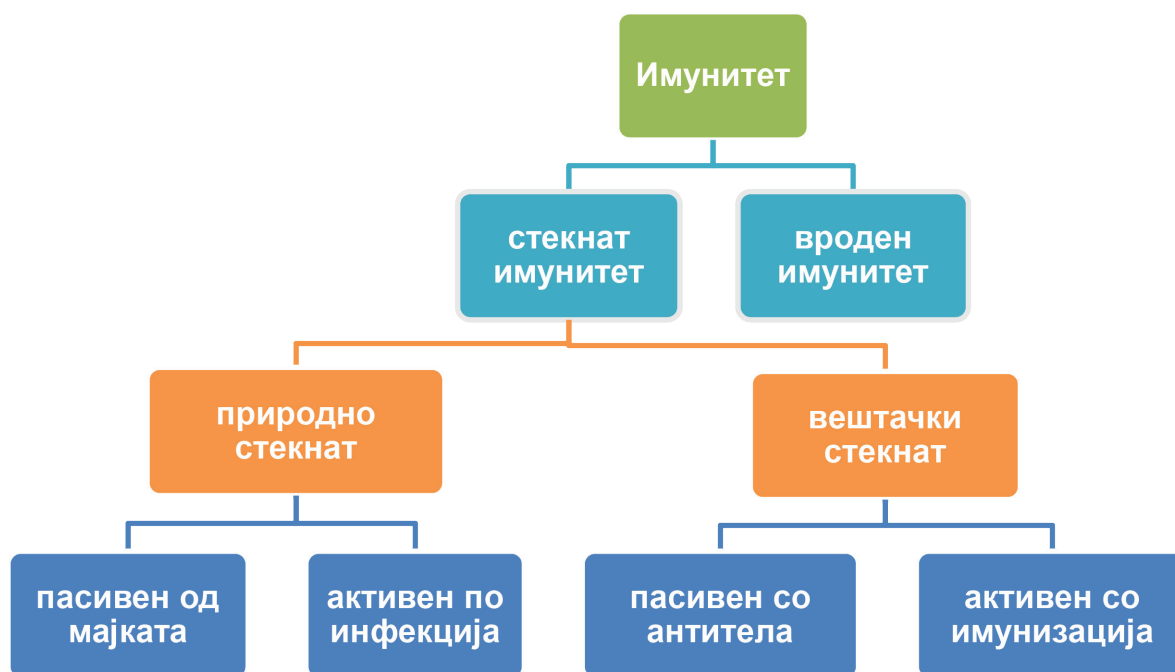 Имунитет
стекнат
имунитет
вроден
имунитет
природно
стекнат
вештачки
стекнат
пасивен од
мајката
активен по
инфекција
пасивен со
антитела
активен со
имунизација